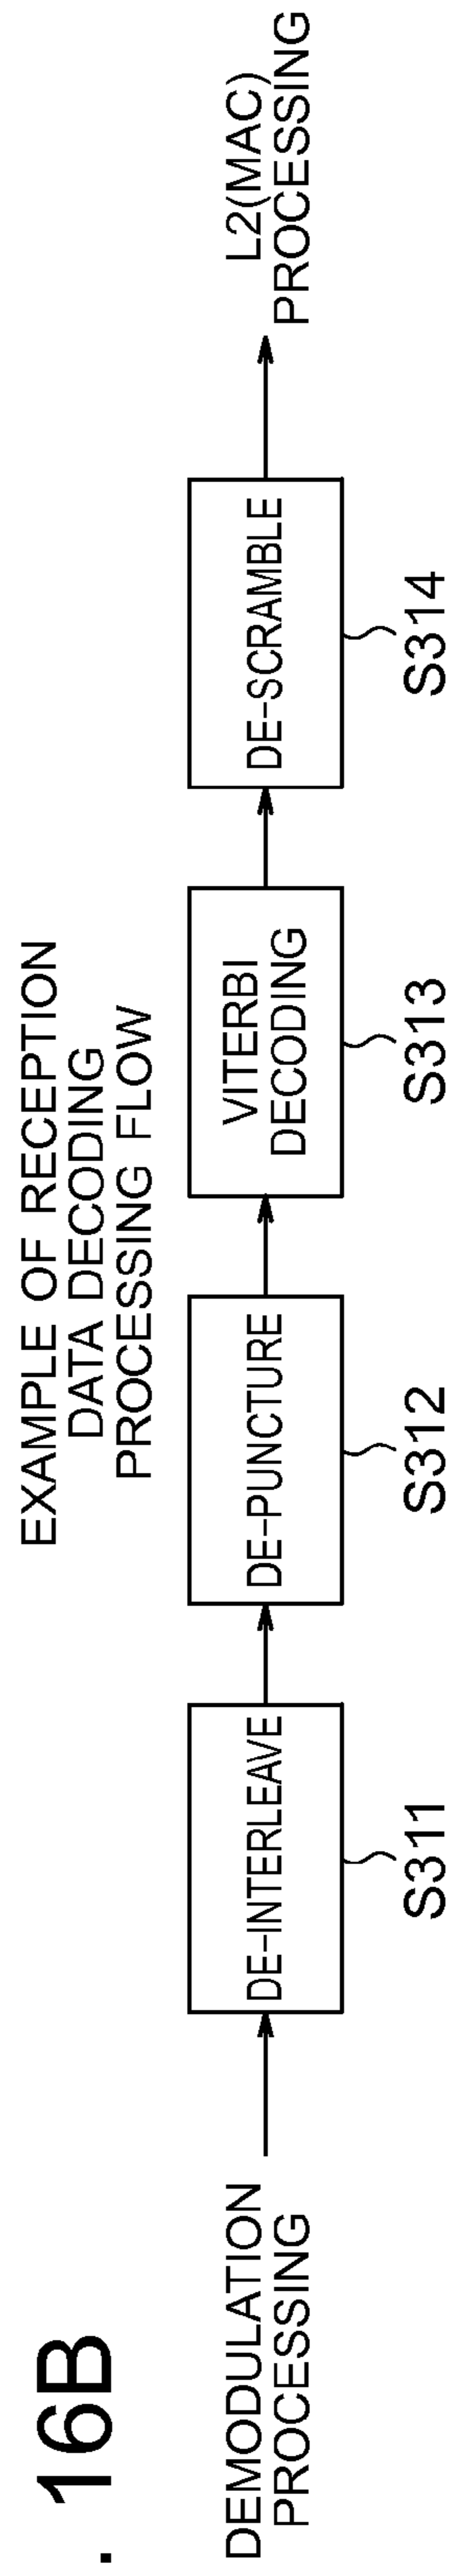 . 16B
EXAMPLE OF RECEPTION
DATA DECODING
PROCESSING FLOW
DEMODULATION
PROCESSING
DE-INTERLEAVE
S311
DE-PUNCTURE
S312
VITERBI
DECODING
S313
DE-SCRAMBLE
S314
L2(MAC)
PROCESSING